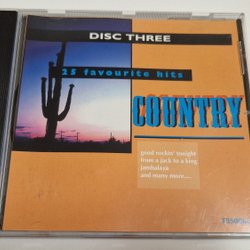 DISC THREE
25 favourite hits
COUNTRY
good rockin' tonight
from a jack to a king
jambalaya
and many more.....